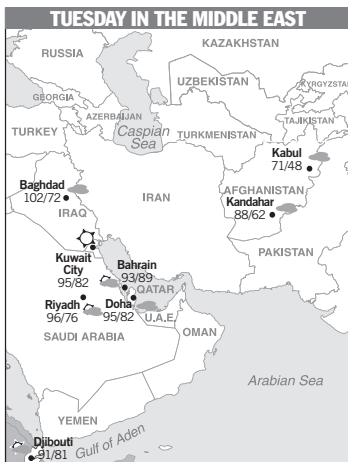 TUESDAY IN THE MIDDLE EAST
KAZAKHSTAN
RUSSIA
UZBEKISTAN
KYRGYZSTAN
GEORGIA
AZERBAIJAN
TAJIKISTAN
TURKEY
Caspian
Sea
TURKMENISTAN
Kabul
71/48
Baghdad
102/72
IRAQ
IRAN
AFGHANISTAN
Kandahar
88/62
PAKISTAN
Kuwait
City
95/82
Bahrain
93/89
QATAR
Riyadh
96/76
Doha
95/82
U.A.E.
SAUDI ARABIA
OMAN
Arabian Sea
YEMEN
Djibouti
91/81
Gulf of Aden